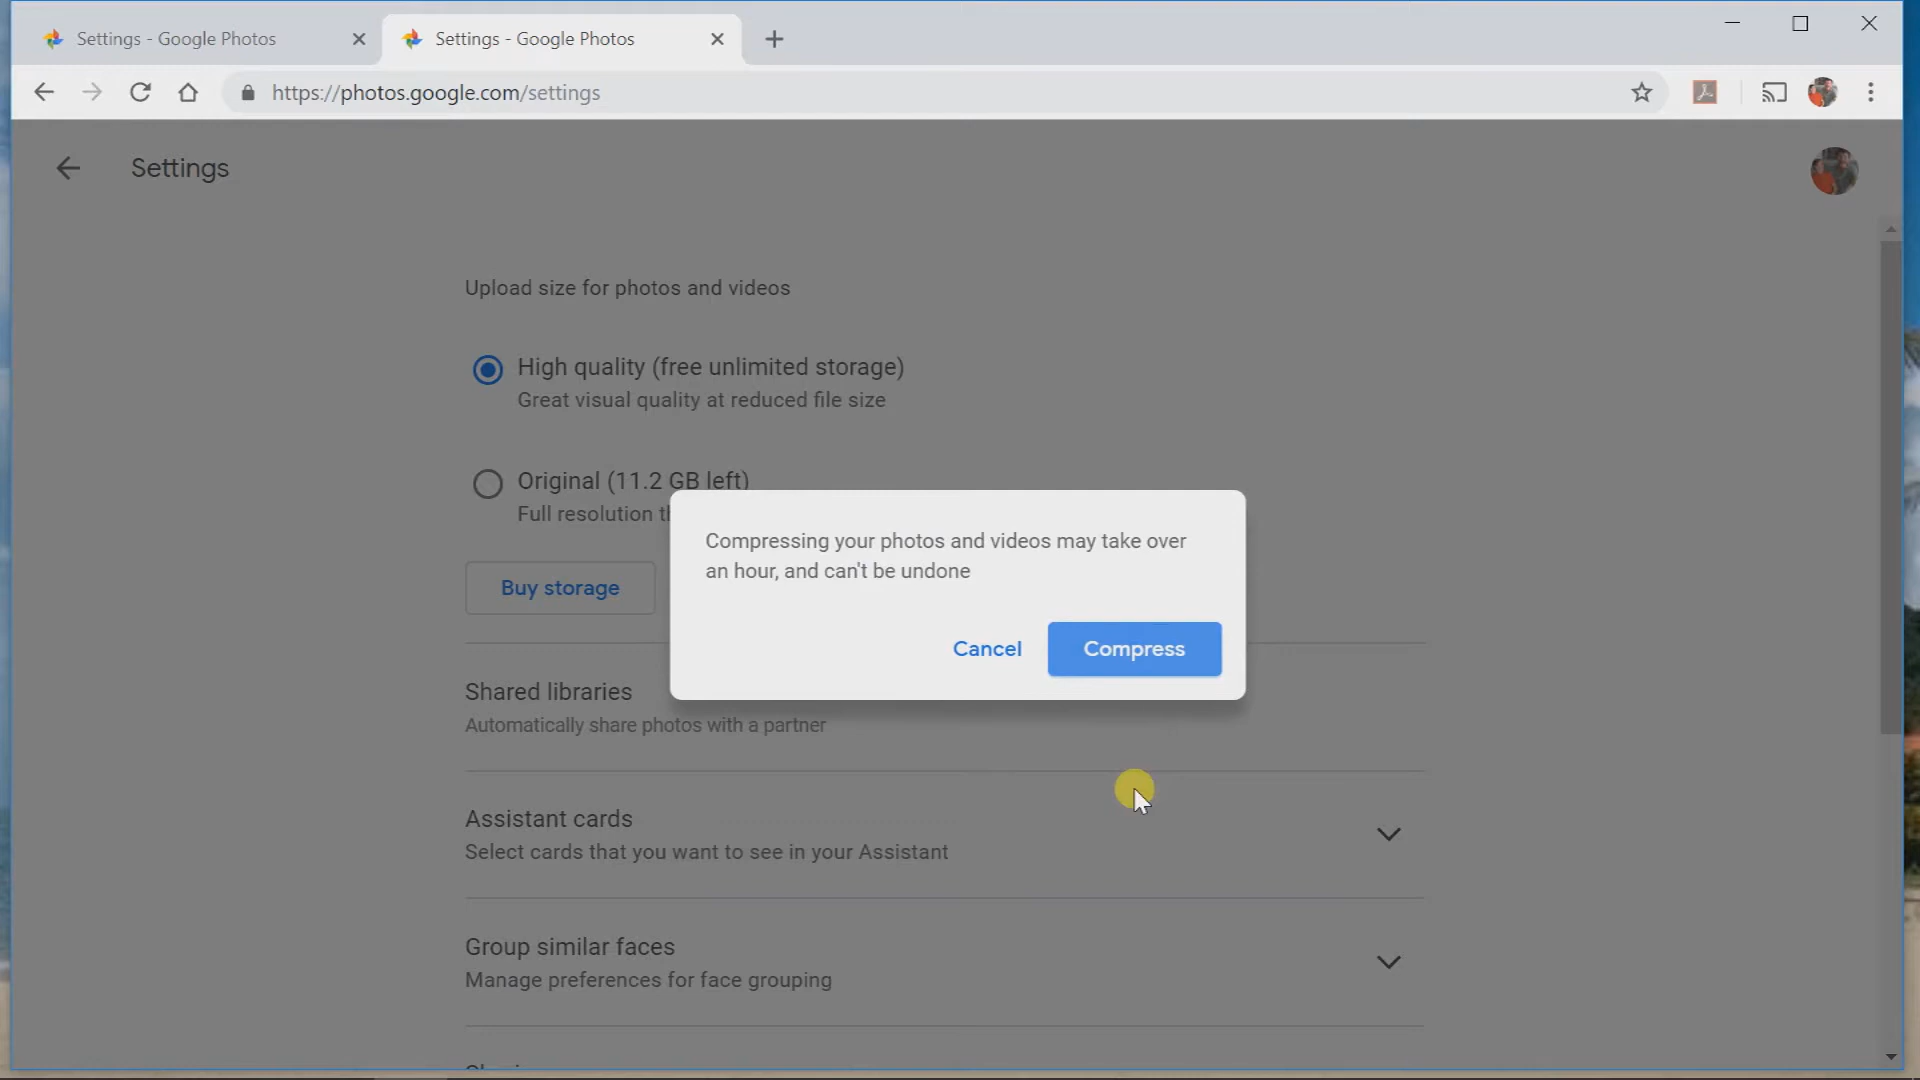 Settings - Google Photos
Settings - Google Photos
https://photos.google.com/settings
Settings
Upload size for photos and videos
High quality (free unlimited storage)
Great visual quality at reduced file size
Original (11.2 GB left)
Full resolution
Compressing your photos and videos may take over
an hour, and can't be undone
Buy storage
Cancel
Compress
Shared libraries
Automatically share photos with a partner
Assistant cards
Select cards that you want to see in your Assistant
Group similar faces
Manage preferences for face grouping